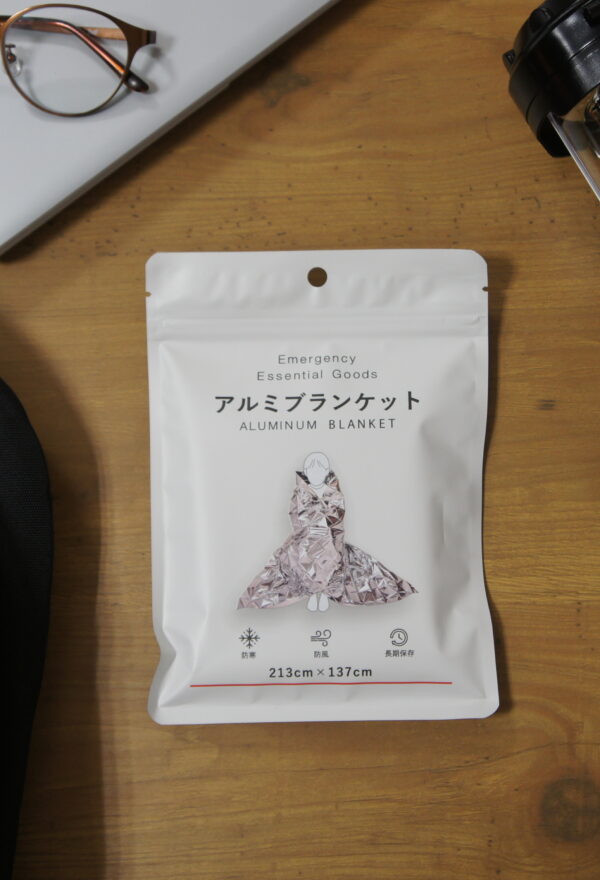 Emergency
Essential Goods
アルミブランケット
ALUMINUM BLANKET
防寒 防風 長期保存
213cm×137cm